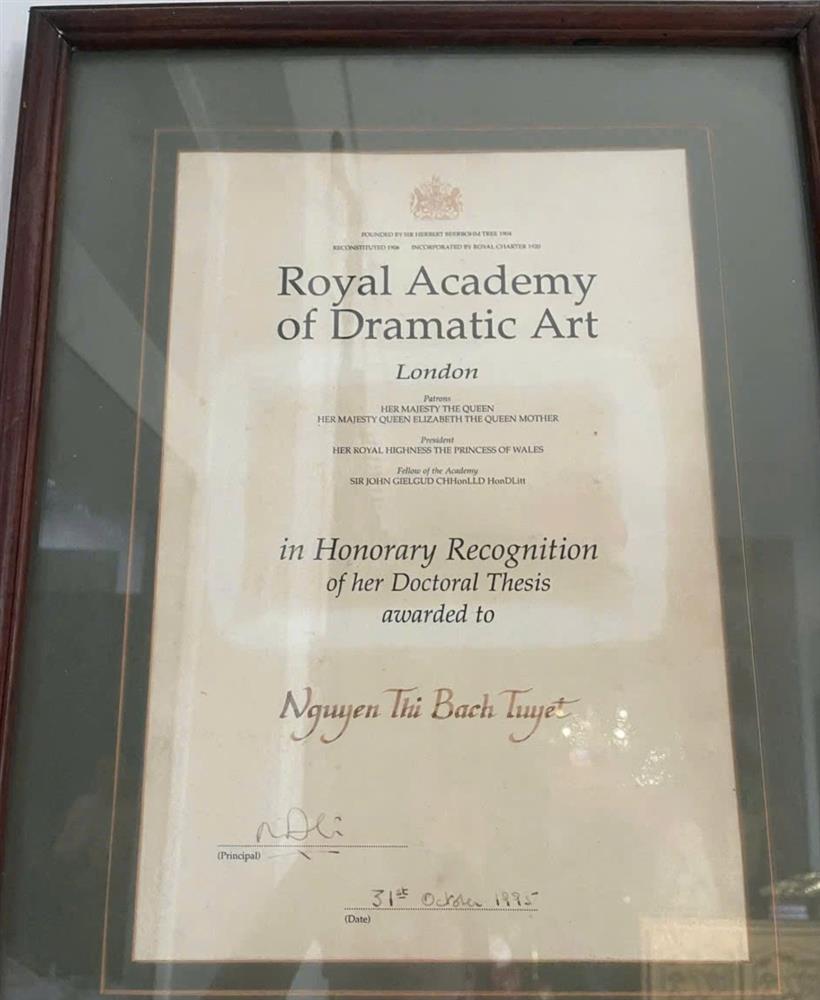 FOUNDED BY SIR HERBERT BEERBOHM TREE 1904
RECONSTITUTED 1906 INCORPORATED BY ROYAL CHARTER 1920
Royal Academy
of Dramatic Art
London
Patrons
HER MAJESTY THE QUEEN
HER MAJESTY QUEEN ELIZABETH THE QUEEN MOTHER
President
HER ROYAL HIGHNESS THE PRINCESS OF WALES
Fellow of the Academy
SIR JOHN GIELGUD CHHonLLD HonDLitt
in Honorary Recognition
of her Doctoral Thesis
awarded to
Nguyen Thi Bach Tuyet
(Principal)
31st October 1995
(Date)